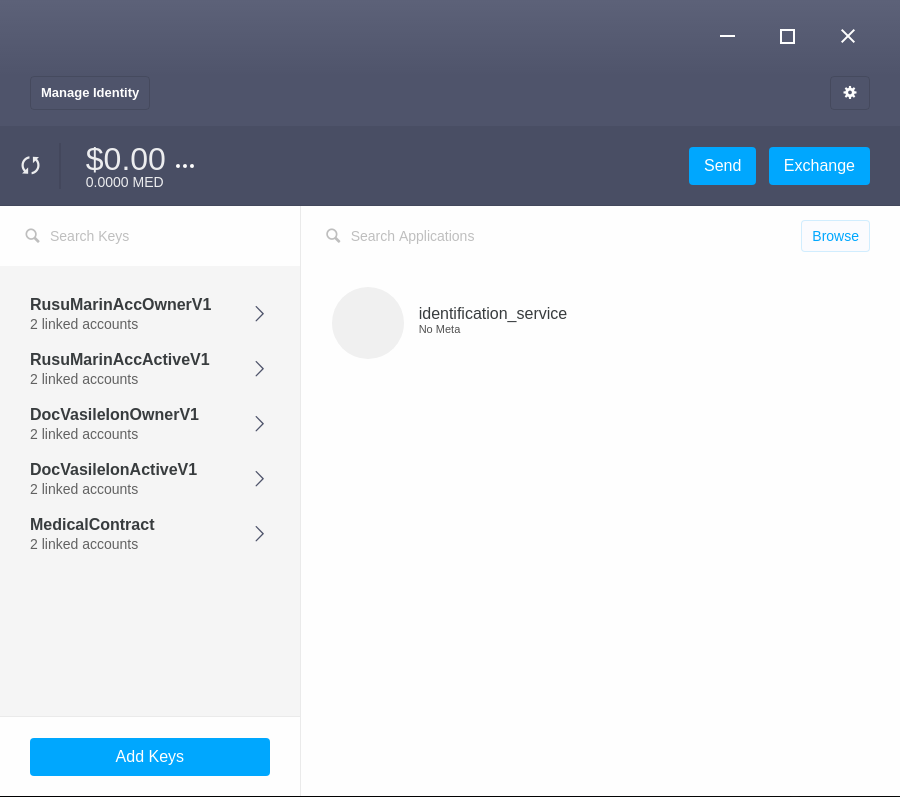 Manage Identity
$0.00 •••
0.0000 MED
Send
Exchange
Search Keys
Search Applications
Browse
RusuMarinAccOwnerV1
2 linked accounts
RusuMarinAccActiveV1
2 linked accounts
DocVasileIonOwnerV1
2 linked accounts
DocVasileIonActiveV1
2 linked accounts
MedicalContract
2 linked accounts
identification_service
No Meta
Add Keys